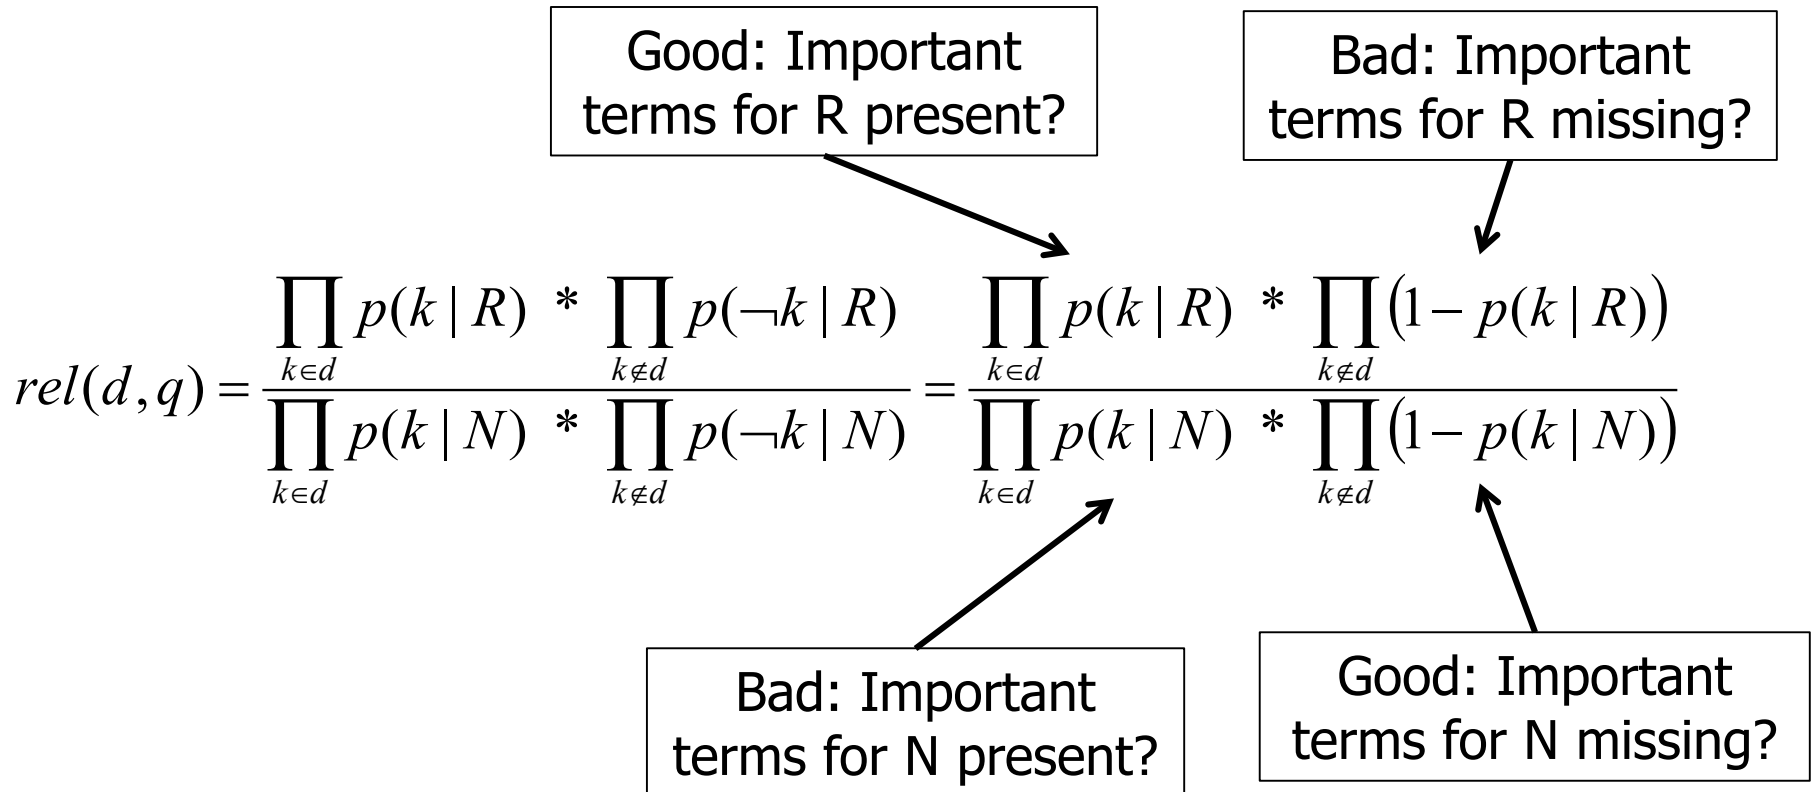 Good: Important
terms for R present?
Bad: Important
terms for R missing?
rel(d,q) = ∏_{k∈d} p(k | R) * ∏_{k∉d} p(¬k | R) / ∏_{k∈d} p(k | N) * ∏_{k∉d} p(¬k | N) = ∏_{k∈d} p(k | R) * ∏_{k∉d} (1 − p(k | R)) / ∏_{k∈d} p(k | N) * ∏_{k∉d} (1 − p(k | N))
Bad: Important
terms for N present?
Good: Important
terms for N missing?